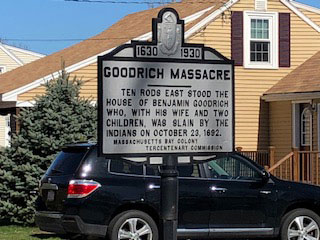 1630 1930
GOODRICH MASSACRE
TEN RODS EAST STOOD THE
HOUSE OF BENJAMIN GOODRICH
WHO, WITH HIS WIFE AND TWO
CHILDREN, WAS SLAIN BY THE
INDIANS ON OCTOBER 23, 1692.
MASSACHUSETTS BAY COLONY
TERCENTENARY COMMISSION